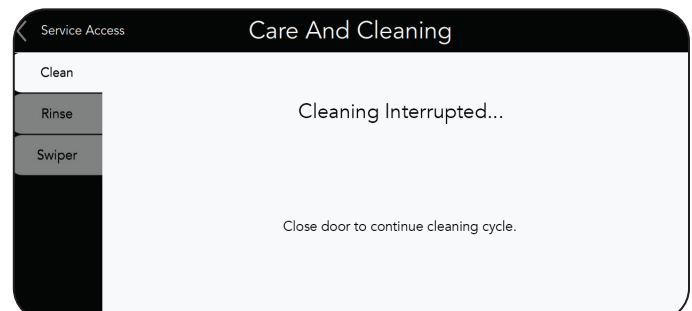 Service Access
Care And Cleaning
Clean
Rinse
Swiper
Cleaning Interrupted...
Close door to continue cleaning cycle.